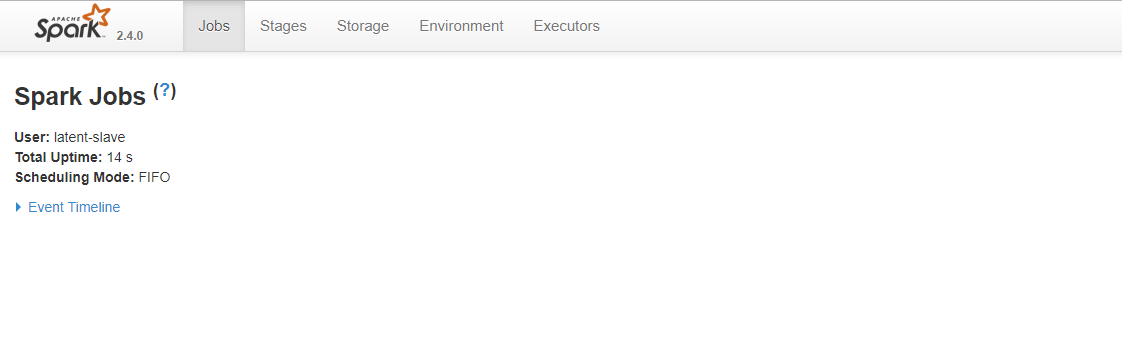 APACHE
Spark 2.4.0
Jobs
Stages
Storage
Environment
Executors
Spark Jobs (?)
User: latent-slave
Total Uptime: 14 s
Scheduling Mode: FIFO
Event Timeline